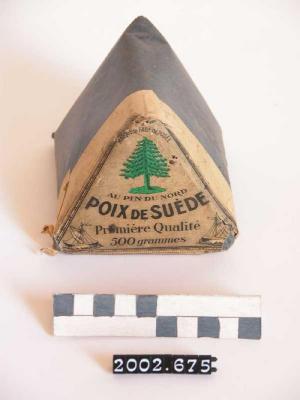 AU PIN DU NORD
POIX DE SUÈDE
Première Qualité
500 grammes
2002.675